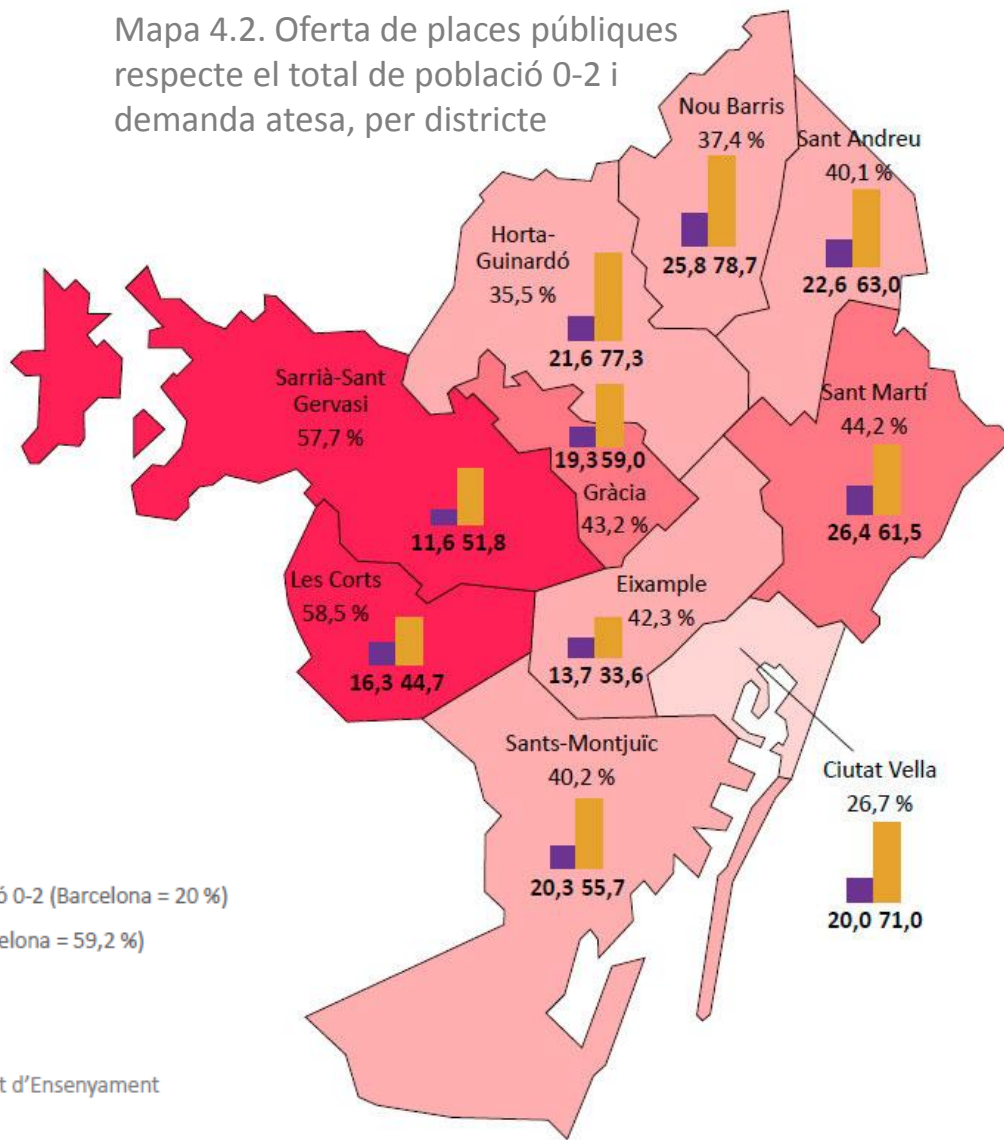 Mapa 4.2. Oferta de places públiques
respecte el total de població 0-2 i
demanda atesa, per districte
Nou Barris
37,4 %
25,8 78,7
Sant Andreu
40,1 %
22,6 63,0
Horta-
Guinardó
35,5 %
21,6 77,3
Sarrià-Sant
Gervasi
57,7 %
11,6 51,8
19,3 59,0
Gràcia
43,2 %
Sant Martí
44,2 %
26,4 61,5
Les Corts
58,5 %
16,3 44,7
Eixample
42,3 %
13,7 33,6
Sants-Montjuïc
40,2 %
20,3 55,7
Ciutat Vella
26,7 %
20,0 71,0
ó 0-2 (Barcelona = 20 %)
elona = 59,2 %)
t d'Ensenyament